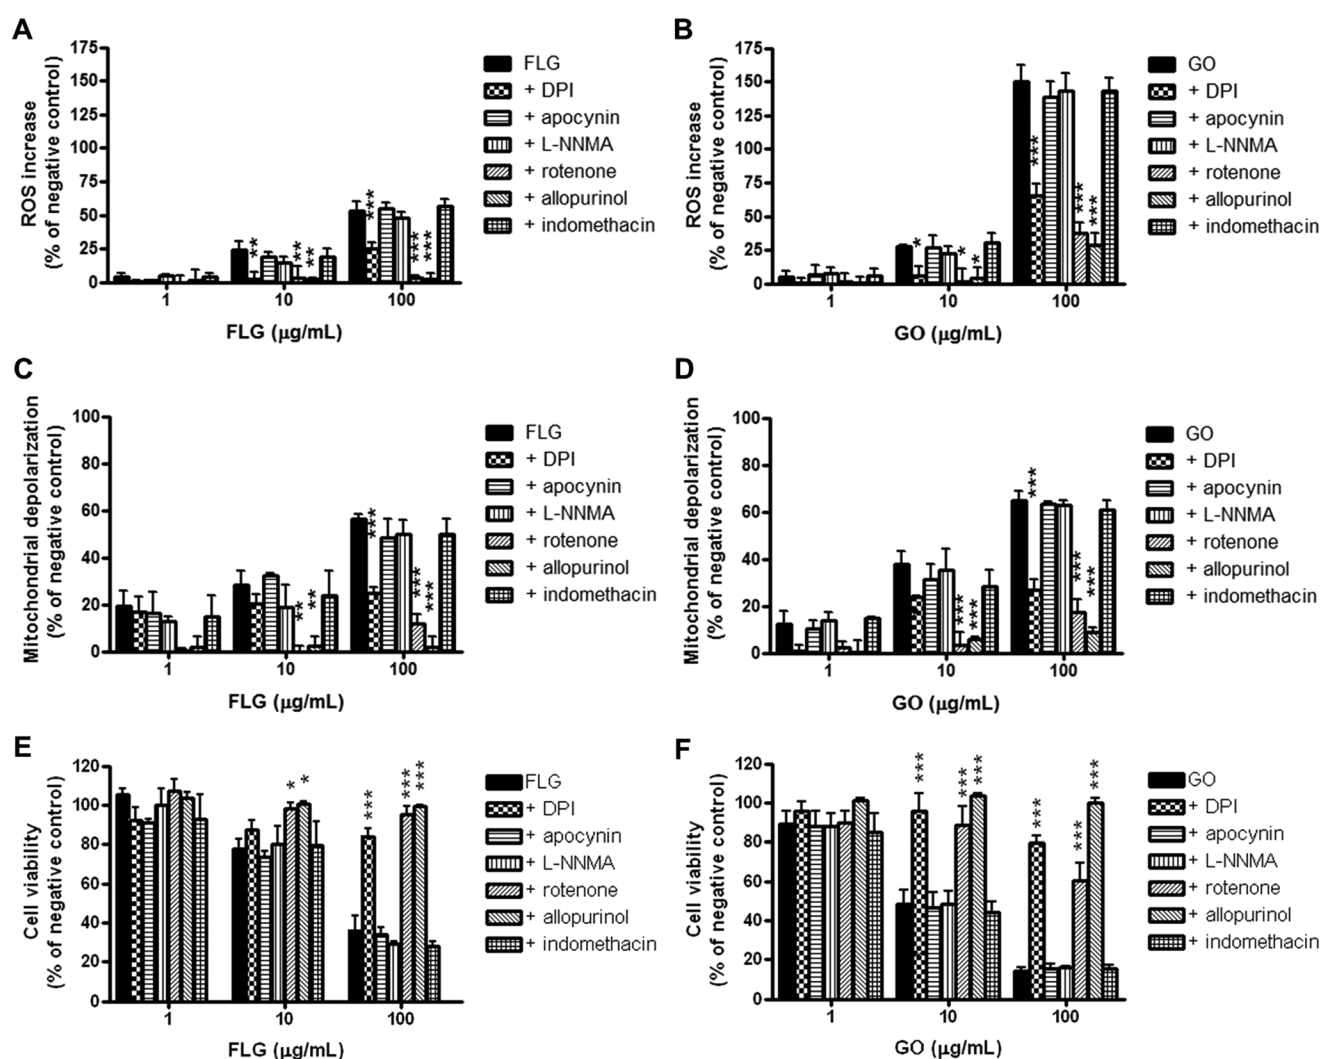 A
ROS increase
(% of negative control)
175
150
125
100
75
50
25
0
** ** ** *** *** ***
1 10 100
FLG (µg/mL)
FLG
+ DPI
+ apocynin
+ L-NNMA
+ rotenone
+ allopurinol
+ indomethacin
B
ROS increase
(% of negative control)
175
150
125
100
75
50
25
0
* * * *** *** ***
1 10 100
GO (µg/mL)
GO
+ DPI
+ apocynin
+ L-NNMA
+ rotenone
+ allopurinol
+ indomethacin
C
Mitochondrial depolarization
(% of negative control)
100
80
60
40
20
0
** ** *** *** ***
1 10 100
FLG (µg/mL)
FLG
+ DPI
+ apocynin
+ L-NNMA
+ rotenone
+ allopurinol
+ indomethacin
D
Mitochondrial depolarization
(% of negative control)
100
80
60
40
20
0
*** *** *** *** ***
1 10 100
GO (µg/mL)
GO
+ DPI
+ apocynin
+ L-NNMA
+ rotenone
+ allopurinol
+ indomethacin
E
Cell viability
(% of negative control)
120
100
80
60
40
20
0
* * *** *** ***
1 10 100
FLG (µg/mL)
FLG
+ DPI
+ apocynin
+ L-NNMA
+ rotenone
+ allopurinol
+ indomethacin
F
Cell viability
(% of negative control)
120
100
80
60
40
20
0
*** *** *** *** *** ***
1 10 100
GO (µg/mL)
GO
+ DPI
+ apocynin
+ L-NNMA
+ rotenone
+ allopurinol
+ indomethacin